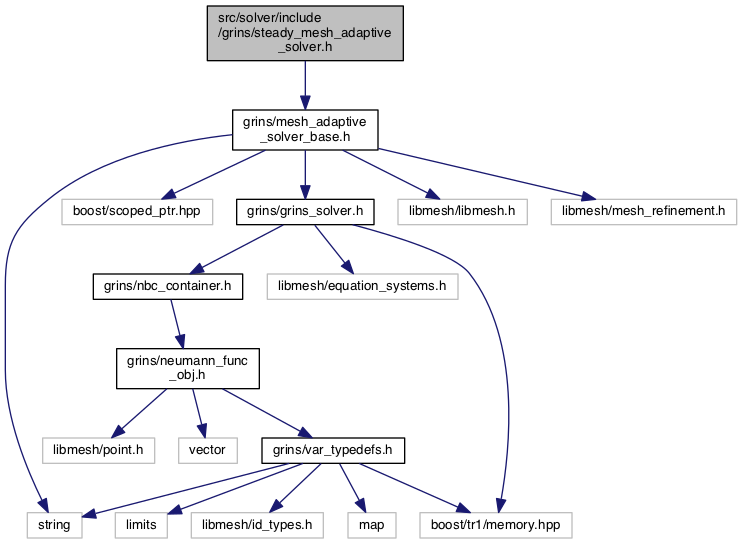 src/solver/include
/grins/steady_mesh_adaptive
_solver.h
grins/mesh_adaptive
_solver_base.h
boost/scoped_ptr.hpp
grins/grins_solver.h
libmesh/libmesh.h
libmesh/mesh_refinement.h
grins/nbc_container.h
libmesh/equation_systems.h
grins/neumann_func
_obj.h
libmesh/point.h
vector
grins/var_typedefs.h
string
limits
libmesh/id_types.h
map
boost/tr1/memory.hpp